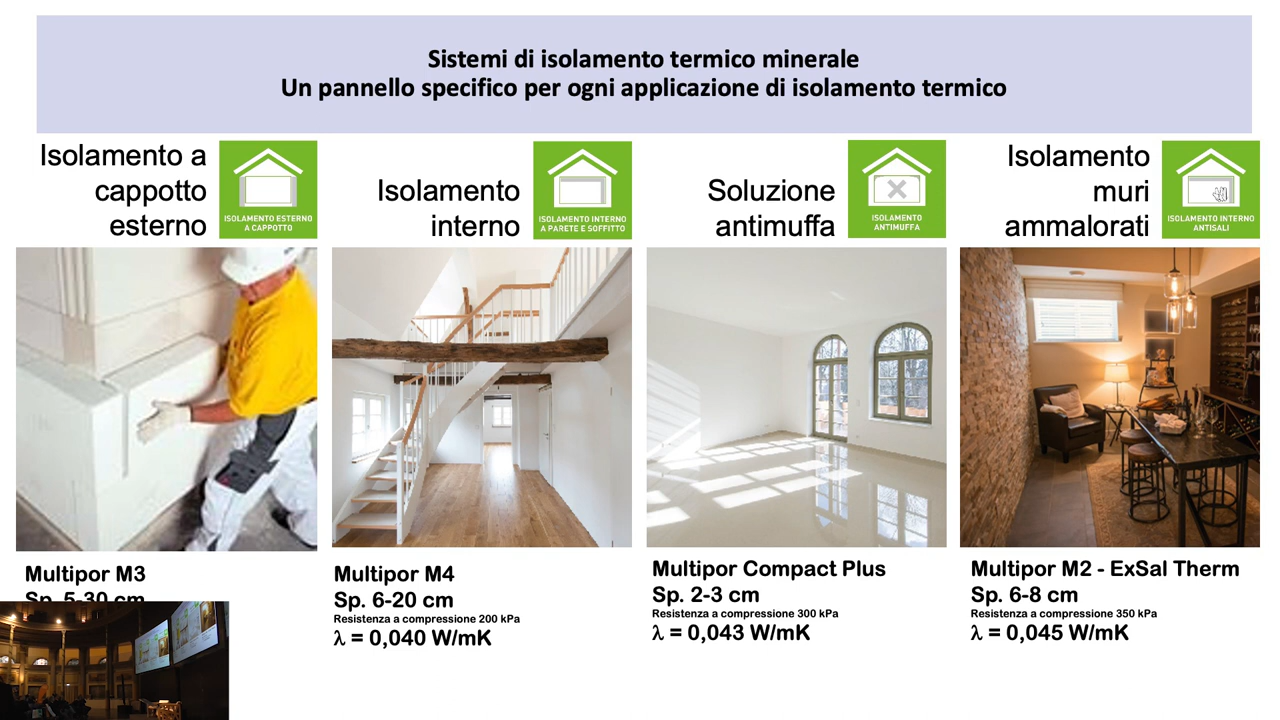 Sistemi di isolamento termico minerale
Un pannello specifico per ogni applicazione di isolamento termico
Isolamento a
cappotto
esterno
ISOLAMENTO ESTERNO
A CAPPOTTO
Isolamento
interno
ISOLAMENTO INTERNO
A PARETE E SOFFITTO
Soluzione
antimuffa
ISOLAMENTO
ANTIMUFFA
Isolamento
muri
ammalorati
ISOLAMENTO INTERNO
ANTISALI
Multipor M3
Sp. 5-30 cm
Multipor M4
Sp. 6-20 cm
Resistenza a compressione 200 kPa
λ = 0,040 W/mK
Multipor Compact Plus
Sp. 2-3 cm
Resistenza a compressione 300 kPa
λ = 0,043 W/mK
Multipor M2 - ExSal Therm
Sp. 6-8 cm
Resistenza a compressione 350 kPa
λ = 0,045 W/mK